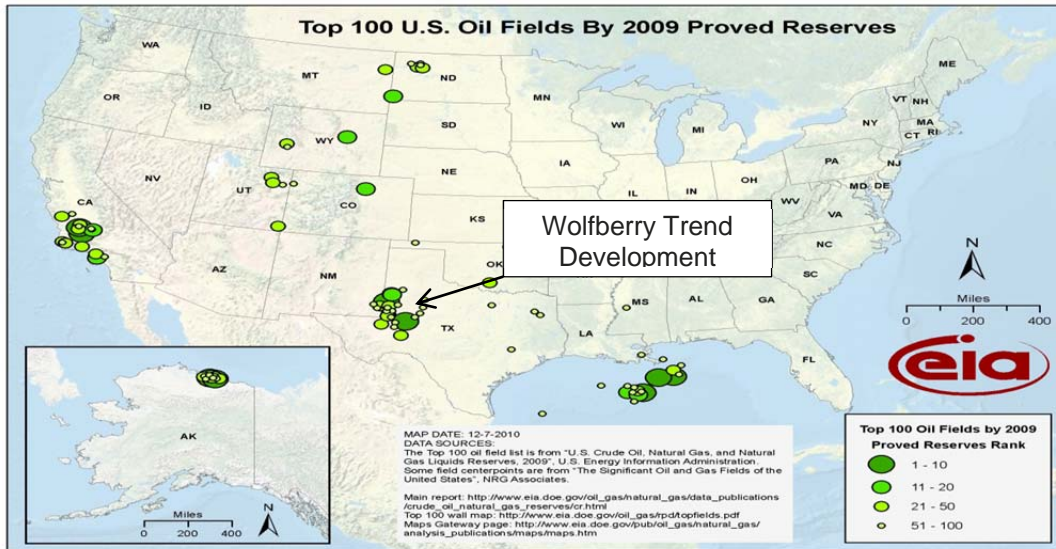 Top 100 U.S. Oil Fields By 2009 Proved Reserves
WA
MT
ND
ME
OR
ID
MN
VT
NH
SD
WI
MI
NY
MA
CT
RI
WY
IA
PA
NJ
NE
OH
NV
UT
IL
IN
MD
DE
CA
CO
WV
KS
VA
Wolfberry Trend
Development
NC
AZ
NM
OK
SC
N
MS
AL
GA
TX
LA
Miles
0 200 400
FL
eia
AK
Miles
0 200
N
MAP DATE: 12-7-2010
DATA SOURCES:
The Top 100 oil field list is from "U.S. Crude Oil, Natural Gas, and Natural
Gas Liquids Reserves, 2009", U.S. Energy Information Administration.
Some field centerpoints are from "The Significant Oil and Gas Fields of the
United States", NRG Associates.
Main report: http://www.eia.doe.gov/oil_gas/natural_gas/data_publications
/crude_oil_natural_gas_reserves/cr.html
Top 100 wall map: http://www.eia.doe.gov/oil_gas/rpd/topfields.pdf
Maps Gateway page: http://www.eia.doe.gov/pub/oil_gas/natural_gas/
analysis_publications/maps/maps.htm
Top 100 Oil Fields by 2009
Proved Reserves Rank
1 - 10
11 - 20
21 - 50
51 - 100